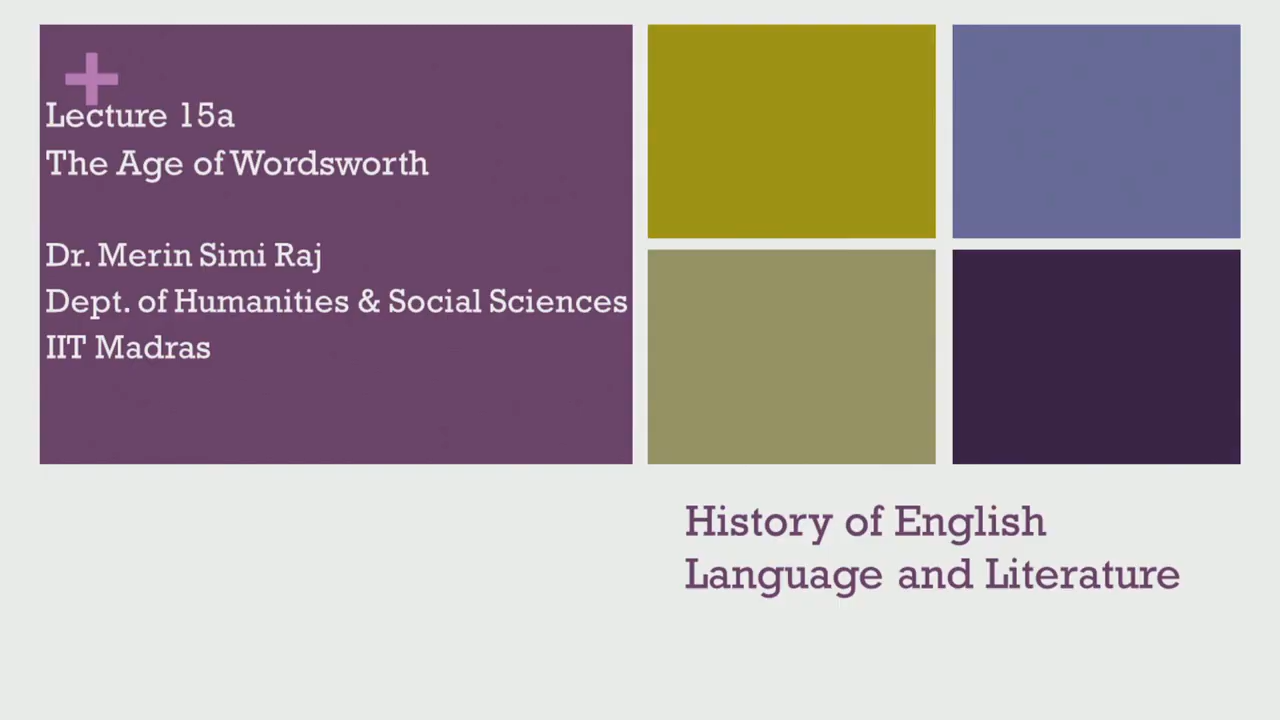 Lecture 15a
The Age of Wordsworth
Dr. Merin Simi Raj
Dept. of Humanities & Social Sciences
IIT Madras
History of English
Language and Literature